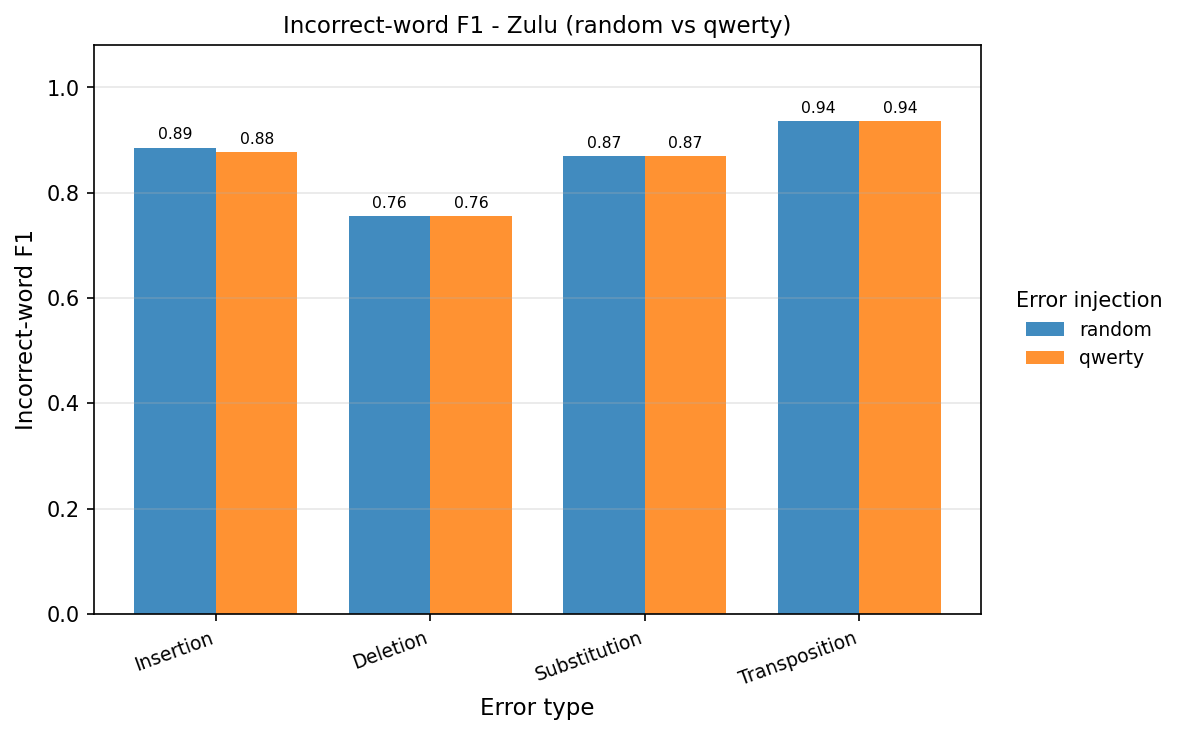 Incorrect-word F1 - Zulu (random vs qwerty)
Incorrect-word F1
1.0
0.8
0.6
0.4
0.2
0.0
0.89
0.88
0.76
0.76
0.87
0.87
0.94
0.94
Insertion
Deletion
Substitution
Transposition
Error type
Error injection
random
qwerty